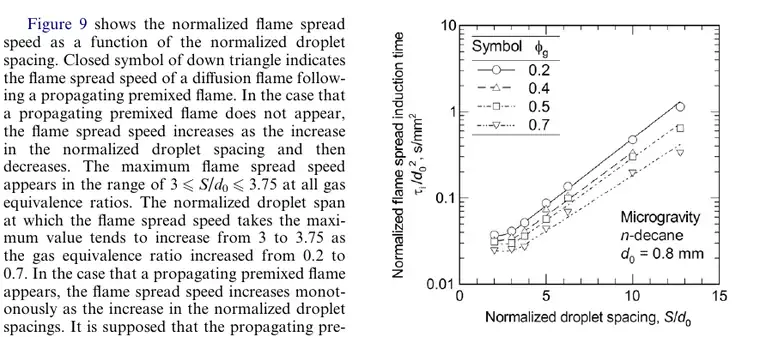 Figure 9 shows the normalized flame spread
speed as a function of the normalized droplet
spacing. Closed symbol of down triangle indicates
the flame spread speed of a diffusion flame follow-
ing a propagating premixed flame. In the case that
a propagating premixed flame does not appear,
the flame spread speed increases as the increase
in the normalized droplet spacing and then
decreases. The maximum flame spread speed
appears in the range of 3 ⩽ S/d₀ ⩽ 3.75 at all gas
equivalence ratios. The normalized droplet span
at which the flame spread speed takes the maxi-
mum value tends to increase from 3 to 3.75 as
the gas equivalence ratio increased from 0.2 to
0.7. In the case that a propagating premixed flame
appears, the flame spread speed increases monot-
onously as the increase in the normalized droplet
spacings. It is supposed that the propagating pre-
Normalized flame spread induction time
τᵢ/d₀², s/mm²
10
1
0.1
0.01
Symbol ϕg
0.2
0.4
0.5
0.7
Microgravity
n-decane
d₀ = 0.8 mm
0 5 10 15
Normalized droplet spacing, S/d₀